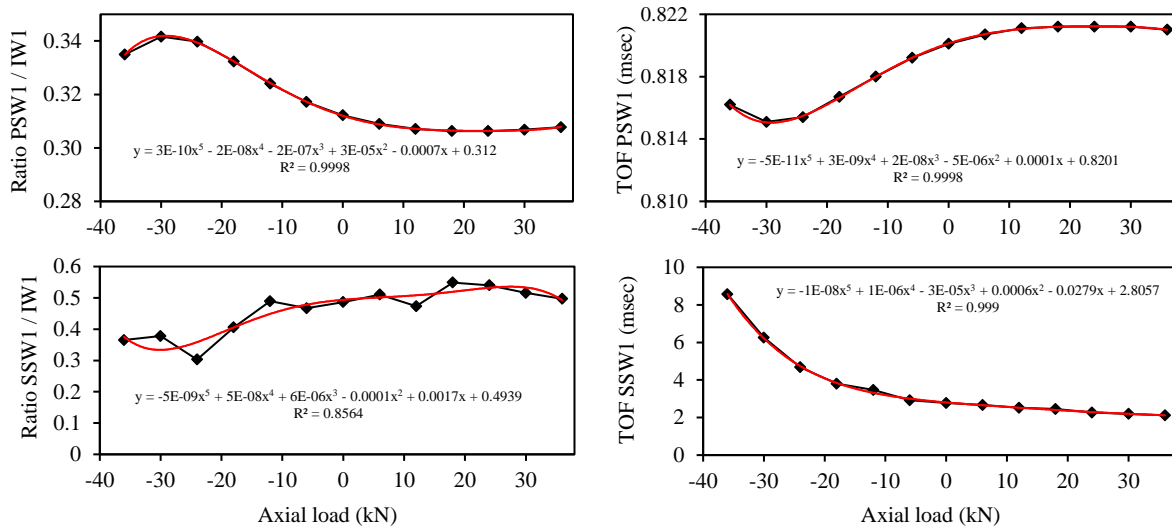 Ratio PSW1 / IW1
0.34
0.32
0.30
0.28
y = 3E-10x⁵ - 2E-08x⁴ - 2E-07x³ + 3E-05x² - 0.0007x + 0.312
R² = 0.9998
-40 -30 -20 -10 0 10 20 30
TOF PSW1 (msec)
0.822
0.818
0.814
0.810
y = -5E-11x⁵ + 3E-09x⁴ + 2E-08x³ - 5E-06x² + 0.0001x + 0.8201
R² = 0.9998
-40 -30 -20 -10 0 10 20 30
Ratio SSW1 / IW1
0.6
0.5
0.4
0.3
0.2
0.1
0
y = -5E-09x⁵ + 5E-08x⁴ + 6E-06x³ - 0.0001x² + 0.0017x + 0.4939
R² = 0.8564
-40 -30 -20 -10 0 10 20 30
Axial load (kN)
TOF SSW1 (msec)
10
8
6
4
2
0
y = -1E-08x⁵ + 1E-06x⁴ - 3E-05x³ + 0.0006x² - 0.0279x + 2.8057
R² = 0.999
-40 -30 -20 -10 0 10 20 30
Axial load (kN)